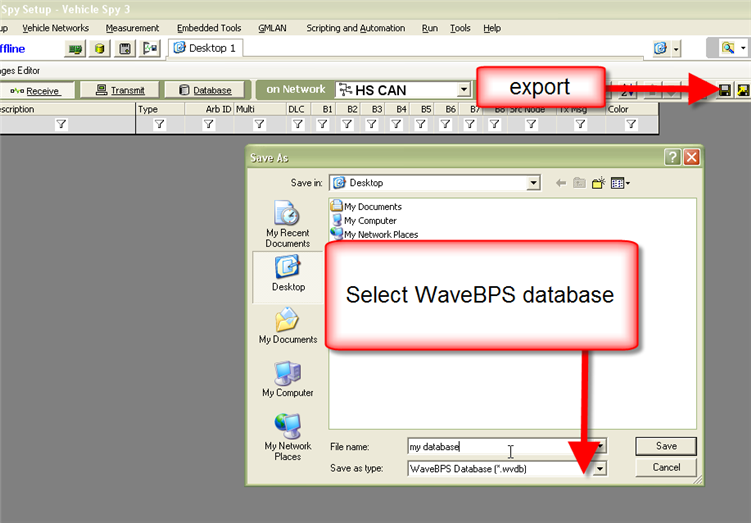 Spy Setup - Vehicle Spy 3
up Vehicle Networks Measurement Embedded Tools GMLAN Scripting and Automation Run Tools Help
ffline Desktop 1
ages Editor
Receive Transmit Database on Network HS CAN export
escription Type Arb ID Multi DLC B1 B2 B3 B4 B5 B6 B7 B8 Src Node Tx Msg Color
Save As
Save in: Desktop
My Recent
Documents
Desktop
My Documents
My Computer
My Network
Places
My Documents
My Computer
My Network Places
Select WaveBPS database
File name: my database Save
Save as type: WaveBPS Database (*.wvdb) Cancel